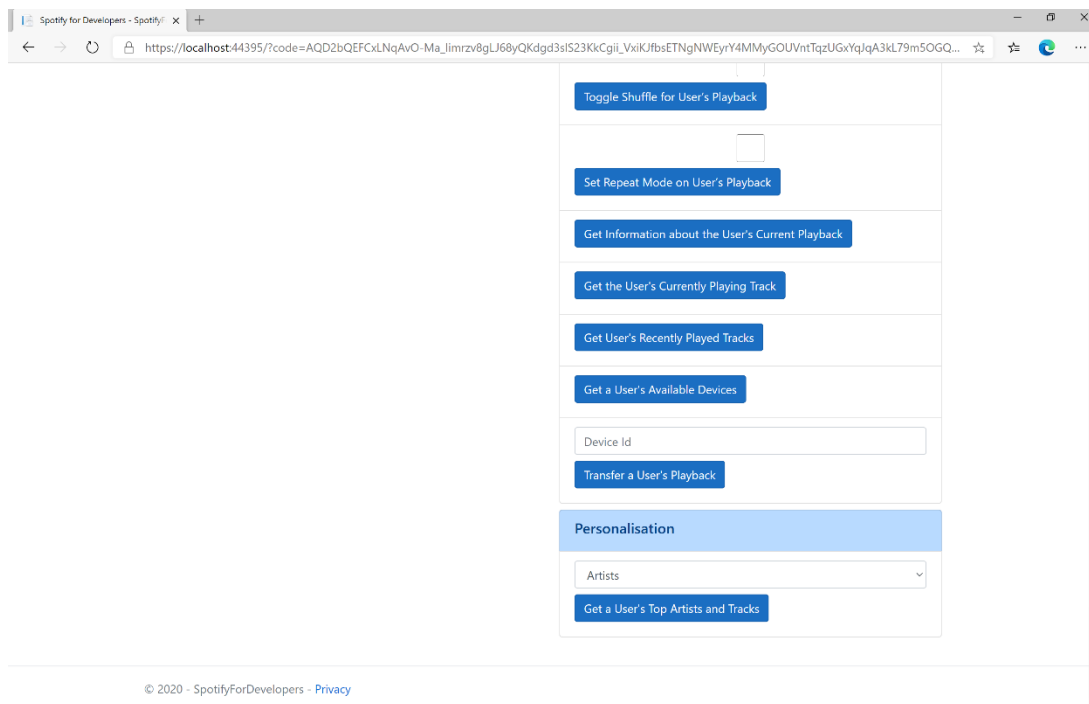 Spotify for Developers - Spotify
https://localhost:44395/?code=AQD2bQEFCxLNqAvO-Ma_limrzv8gLJ68yQKdgd3sIS23KkCgii_VxiKJfbsETNgNWEyrY4MMyGOUVntTqzUGxYqJqA3kL79m5OGQ...
Toggle Shuffle for User's Playback
Set Repeat Mode on User's Playback
Get Information about the User's Current Playback
Get the User's Currently Playing Track
Get User's Recently Played Tracks
Get a User's Available Devices
Device Id
Transfer a User's Playback
Personalisation
Artists
Get a User's Top Artists and Tracks
© 2020 - SpotifyForDevelopers - Privacy